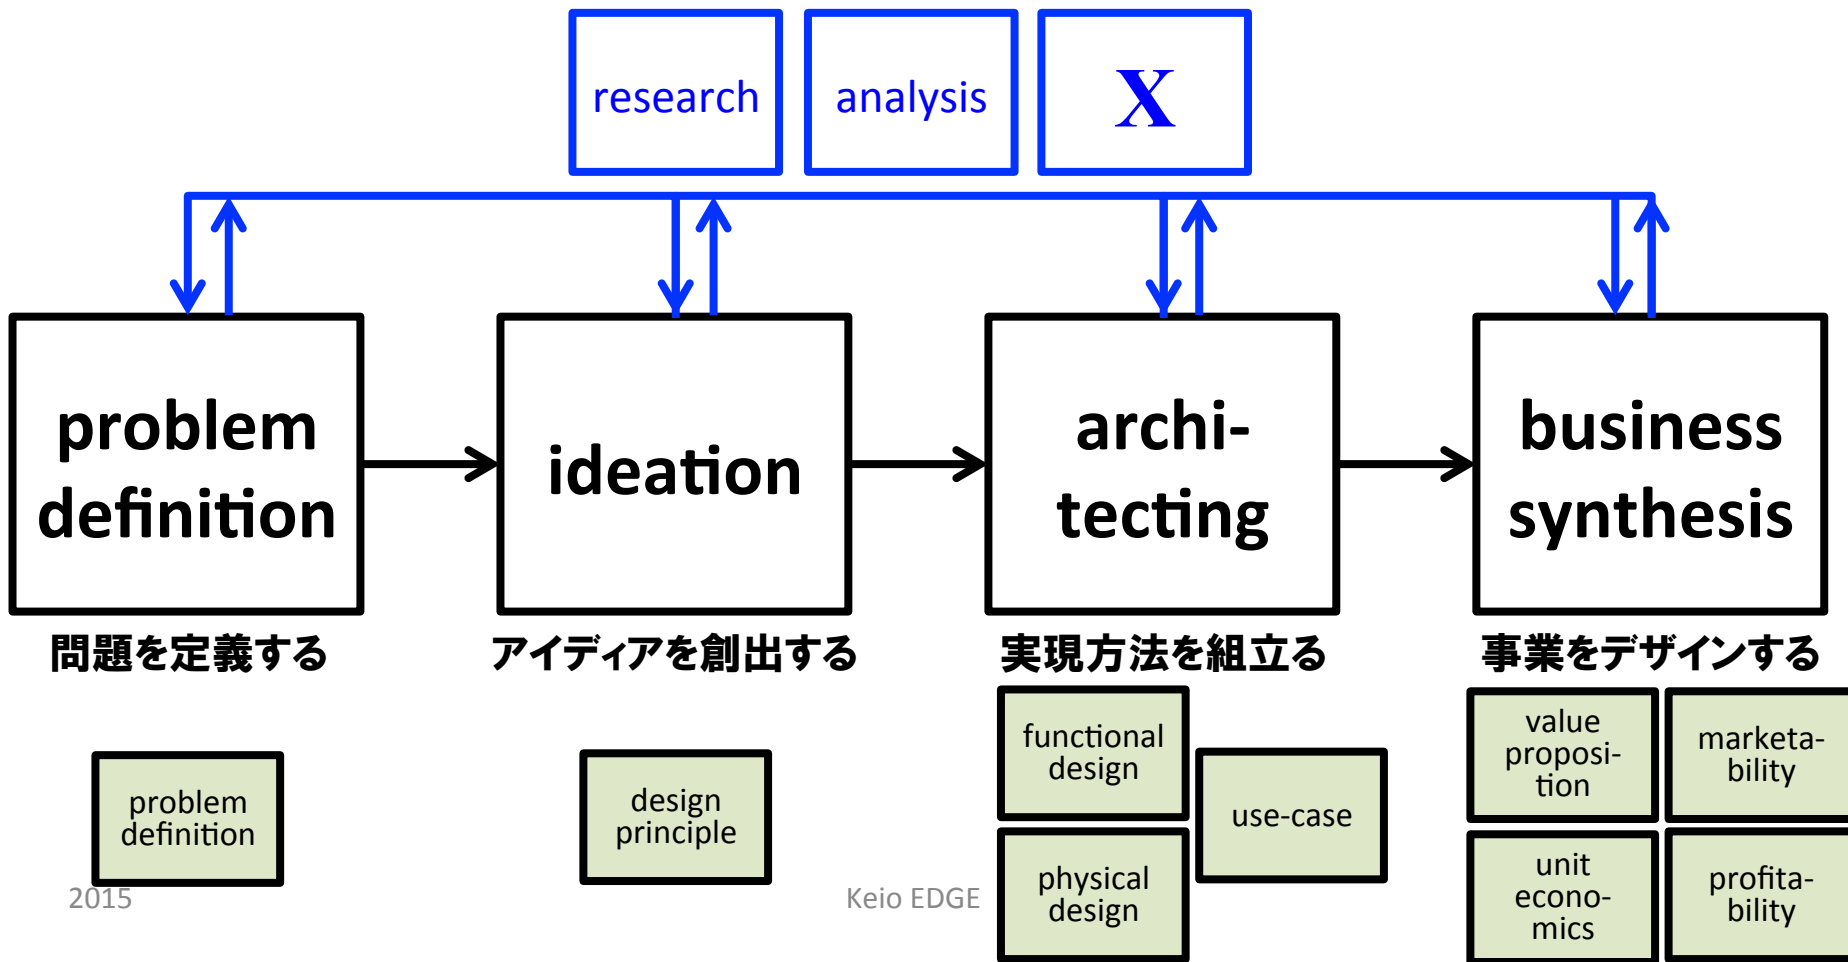 research
analysis
X
problem
definition
ideation
archi-
tecting
business
synthesis
問題を定義する
アイディアを創出する
実現方法を組立る
事業をデザインする
problem
definition
design
principle
functional
design
physical
design
use-case
value
proposi-
tion
marketa-
bility
unit
econo-
mics
profita-
bility
2015
Keio EDGE